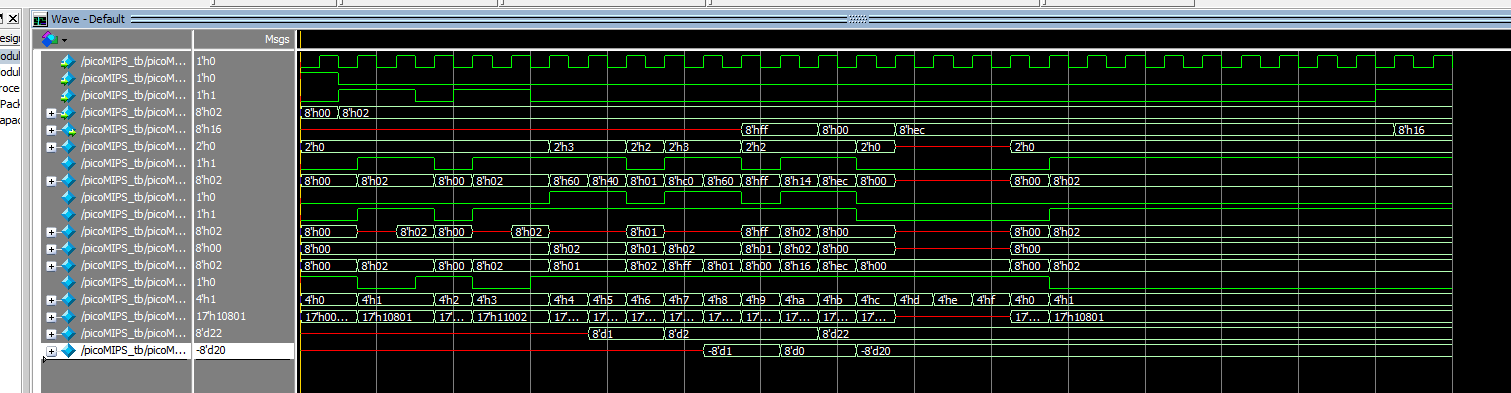 Wave - Default
esign
Msgs
odul
/picoMIPS_tb/picoM... 1'h0
odul
/picoMIPS_tb/picoM... 1'h0
roce
/picoMIPS_tb/picoM... 1'h1
Pack
/picoMIPS_tb/picoM... 8'h02 8'h00 8'h02
apac
/picoMIPS_tb/picoM... 8'h16 8'hff 8'h00 8'hec 8'h16
/picoMIPS_tb/picoM... 2'h0 2'h0 2'h3 2'h2 2'h3 2'h2 2'h0 2'h0
/picoMIPS_tb/picoM... 1'h1
/picoMIPS_tb/picoM... 8'h02 8'h00 8'h02 8'h00 8'h02 8'h60 8'h40 8'h01 8'hc0 8'h60 8'hff 8'h14 8'hec 8'h00 8'h00 8'h02
/picoMIPS_tb/picoM... 1'h0
/picoMIPS_tb/picoM... 1'h1
/picoMIPS_tb/picoM... 8'h02 8'h00 8'h02 8'h00 8'h02 8'h01 8'hff 8'h02 8'h00 8'h00 8'h02
/picoMIPS_tb/picoM... 8'h00 8'h00 8'h02 8'h01 8'h02 8'h01 8'h02 8'h00 8'h00
/picoMIPS_tb/picoM... 8'h02 8'h00 8'h02 8'h00 8'h02 8'h01 8'h02 8'hff 8'h01 8'h00 8'h16 8'hec 8'h00 8'h00 8'h02
/picoMIPS_tb/picoM... 1'h0
/picoMIPS_tb/picoM... 4'h1 4'h0 4'h1 4'h2 4'h3 4'h4 4'h5 4'h6 4'h7 4'h8 4'h9 4'ha 4'hb 4'hc 4'hd 4'he 4'hf 4'h0 4'h1
/picoMIPS_tb/picoM... 17'h10801 17'h00... 17'h10801 17'... 17'h11002 17'... 17'... 17'... 17'... 17'... 17'... 17'... 17'... 17'... 17'... 17'h10801
/picoMIPS_tb/picoM... 8'd22 8'd1 8'd2 8'd22
/picoMIPS_tb/picoM... -8'd20 -8'd1 8'd0 -8'd20